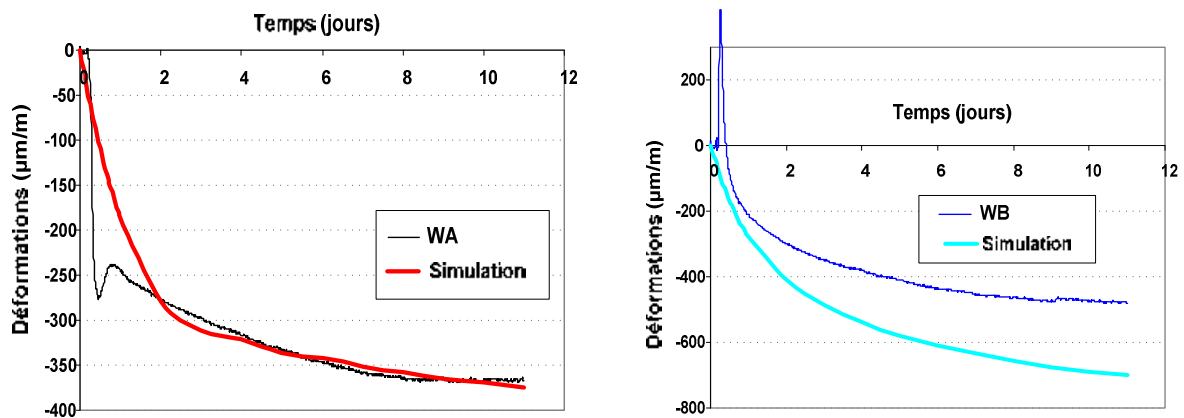 Temps (jours)
0
-50
-100
-150
-200
-250
-300
-350
-400
0 2 4 6 8 10 12
Déformations (µm/m)
WA
Simulation
200
0
-200
-400
-600
-800
Temps (jours)
0 2 4 6 8 10 12
Déformations (µm/m)
WB
Simulation